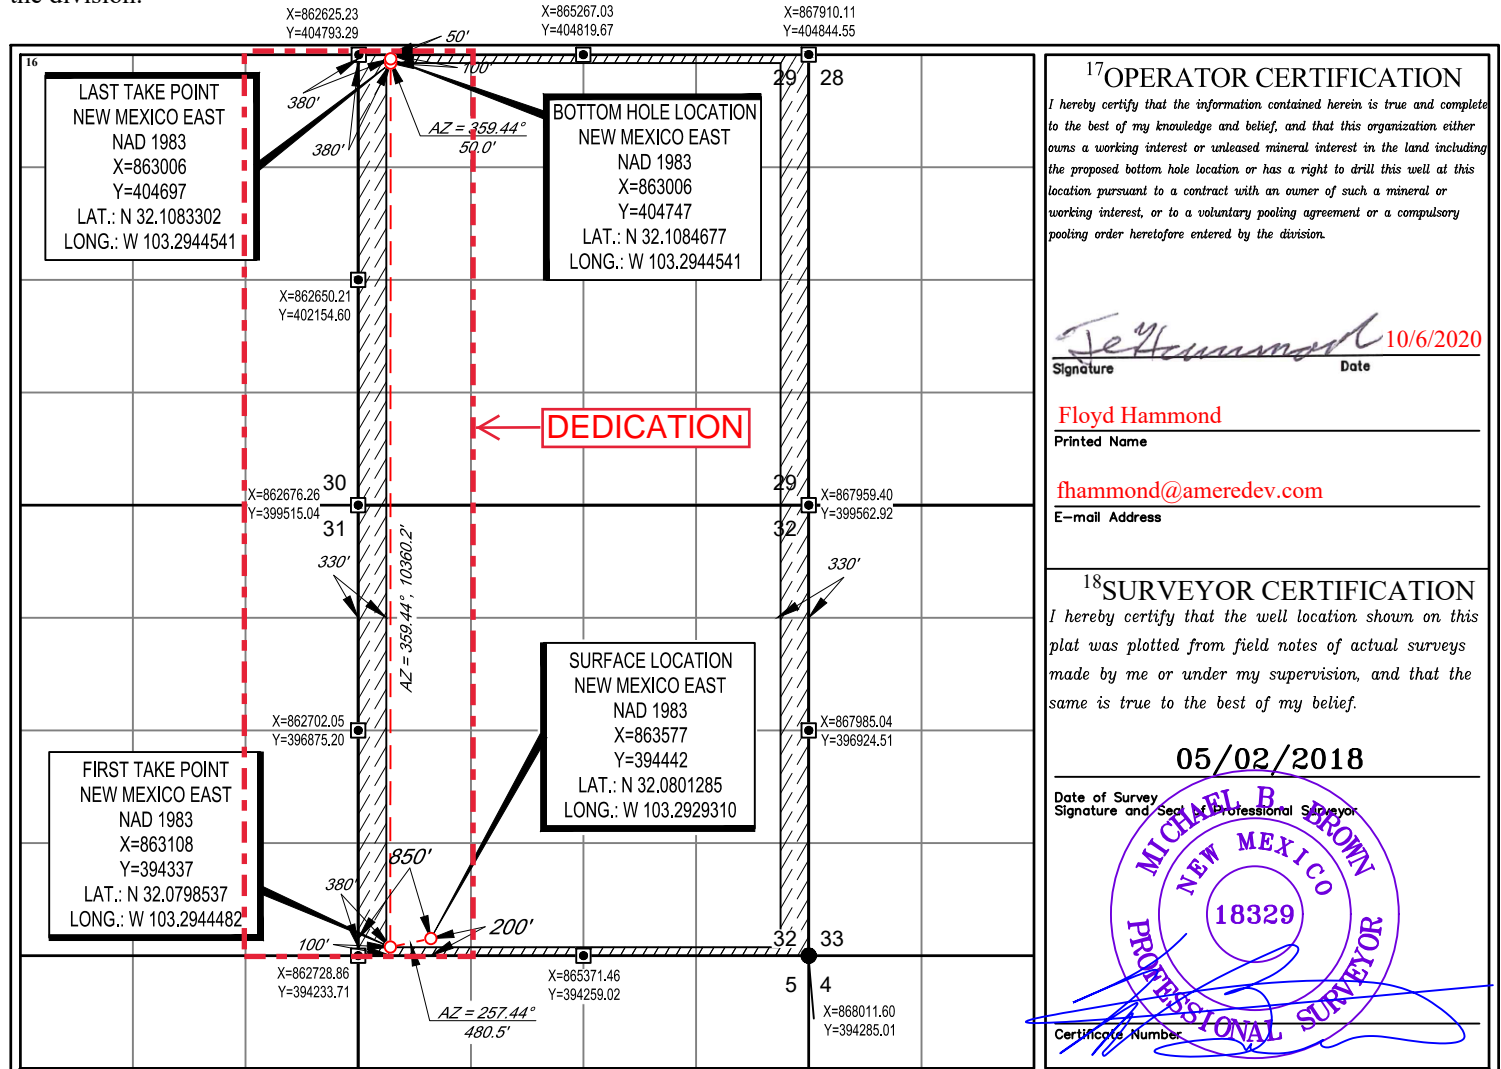 the division.
X=862625.23
Y=404793.29
X=865267.03
Y=404819.67
X=867910.11
Y=404844.55
50'
100'
16
29 28
LAST TAKE POINT
NEW MEXICO EAST
NAD 1983
X=863006
Y=404697
LAT.: N 32.1083302
LONG.: W 103.2944541
380'
380'
AZ = 359.44°
50.0'
BOTTOM HOLE LOCATION
NEW MEXICO EAST
NAD 1983
X=863006
Y=404747
LAT.: N 32.1084677
LONG.: W 103.2944541
X=862650.21
Y=402154.60
DEDICATION
30
29
X=862676.26
Y=399515.04
X=867959.40
Y=399562.92
31
32
330'
330'
AZ = 359.44°, 10360.2'
SURFACE LOCATION
NEW MEXICO EAST
NAD 1983
X=863577
Y=394442
LAT.: N 32.0801285
LONG.: W 103.2929310
X=862702.05
Y=396875.20
X=867985.04
Y=396924.51
FIRST TAKE POINT
NEW MEXICO EAST
NAD 1983
X=863108
Y=394337
LAT.: N 32.0798537
LONG.: W 103.2944482
850'
380'
200'
100'
32 33
5 4
X=862728.86
Y=394233.71
X=865371.46
Y=394259.02
AZ = 257.44°
480.5'
X=868011.60
Y=394285.01
17 OPERATOR CERTIFICATION
I hereby certify that the information contained herein is true and complete
to the best of my knowledge and belief, and that this organization either
owns a working interest or unleased mineral interest in the land including
the proposed bottom hole location or has a right to drill this well at this
location pursuant to a contract with an owner of such a mineral or
working interest, or to a voluntary pooling agreement or a compulsory
pooling order heretofore entered by the division.
10/6/2020
Signature Date
Floyd Hammond
Printed Name
fhammond@ameredev.com
E-mail Address
18 SURVEYOR CERTIFICATION
I hereby certify that the well location shown on this
plat was plotted from field notes of actual surveys
made by me or under my supervision, and that the
same is true to the best of my belief.
05/02/2018
Date of Survey
Signature and Seal of Professional Surveyor
MICHAEL B. BROWN
NEW MEXICO
18329
PROFESSIONAL SURVEYOR
Certificate Number